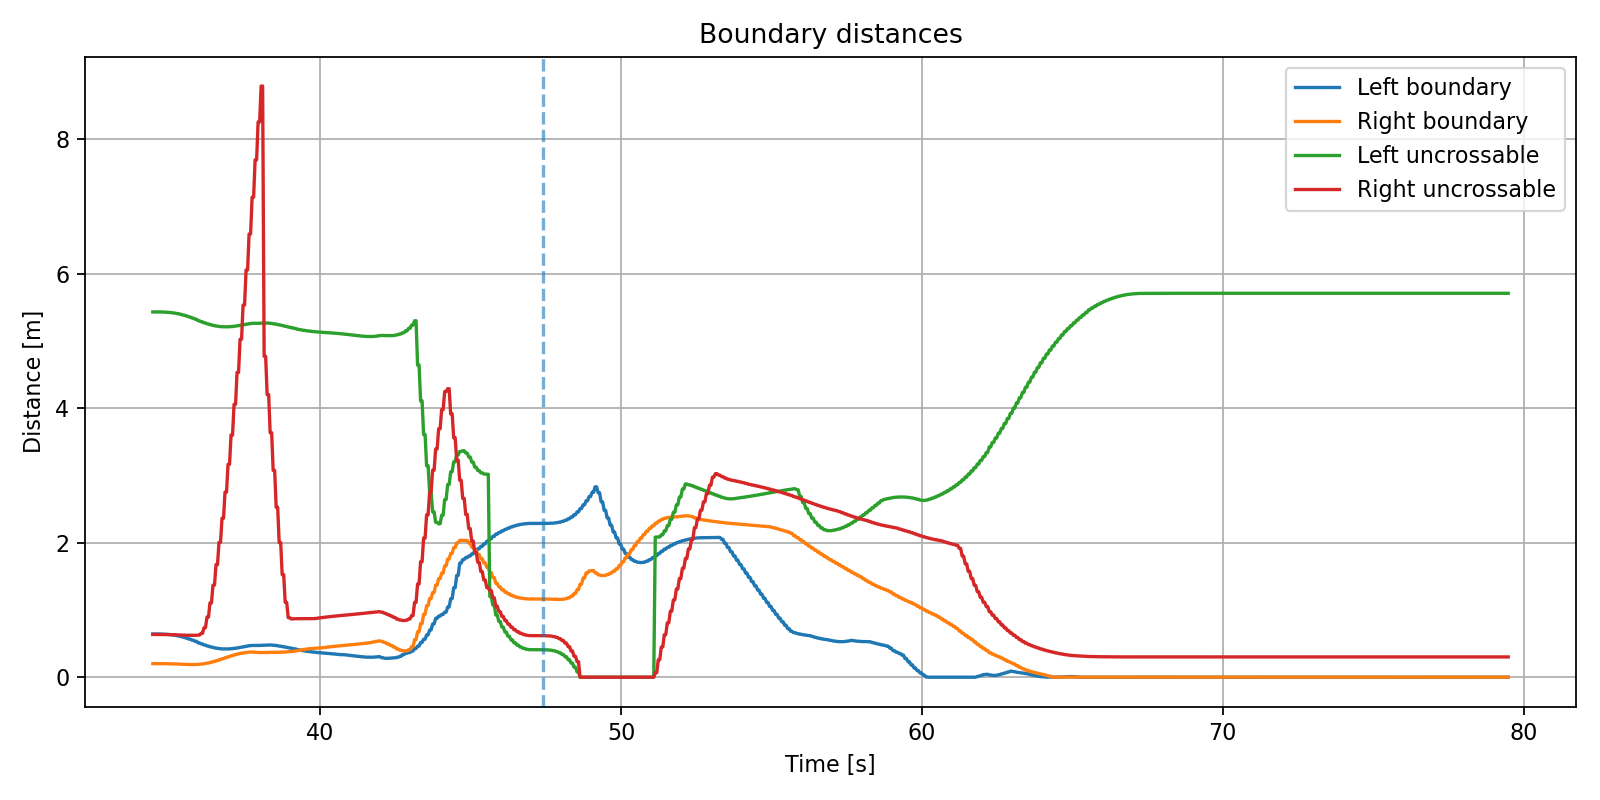 Boundary distances
Left boundary
Right boundary
Left uncrossable
Right uncrossable
Distance [m]
8
6
4
2
0
40
50
60
70
80
Time [s]